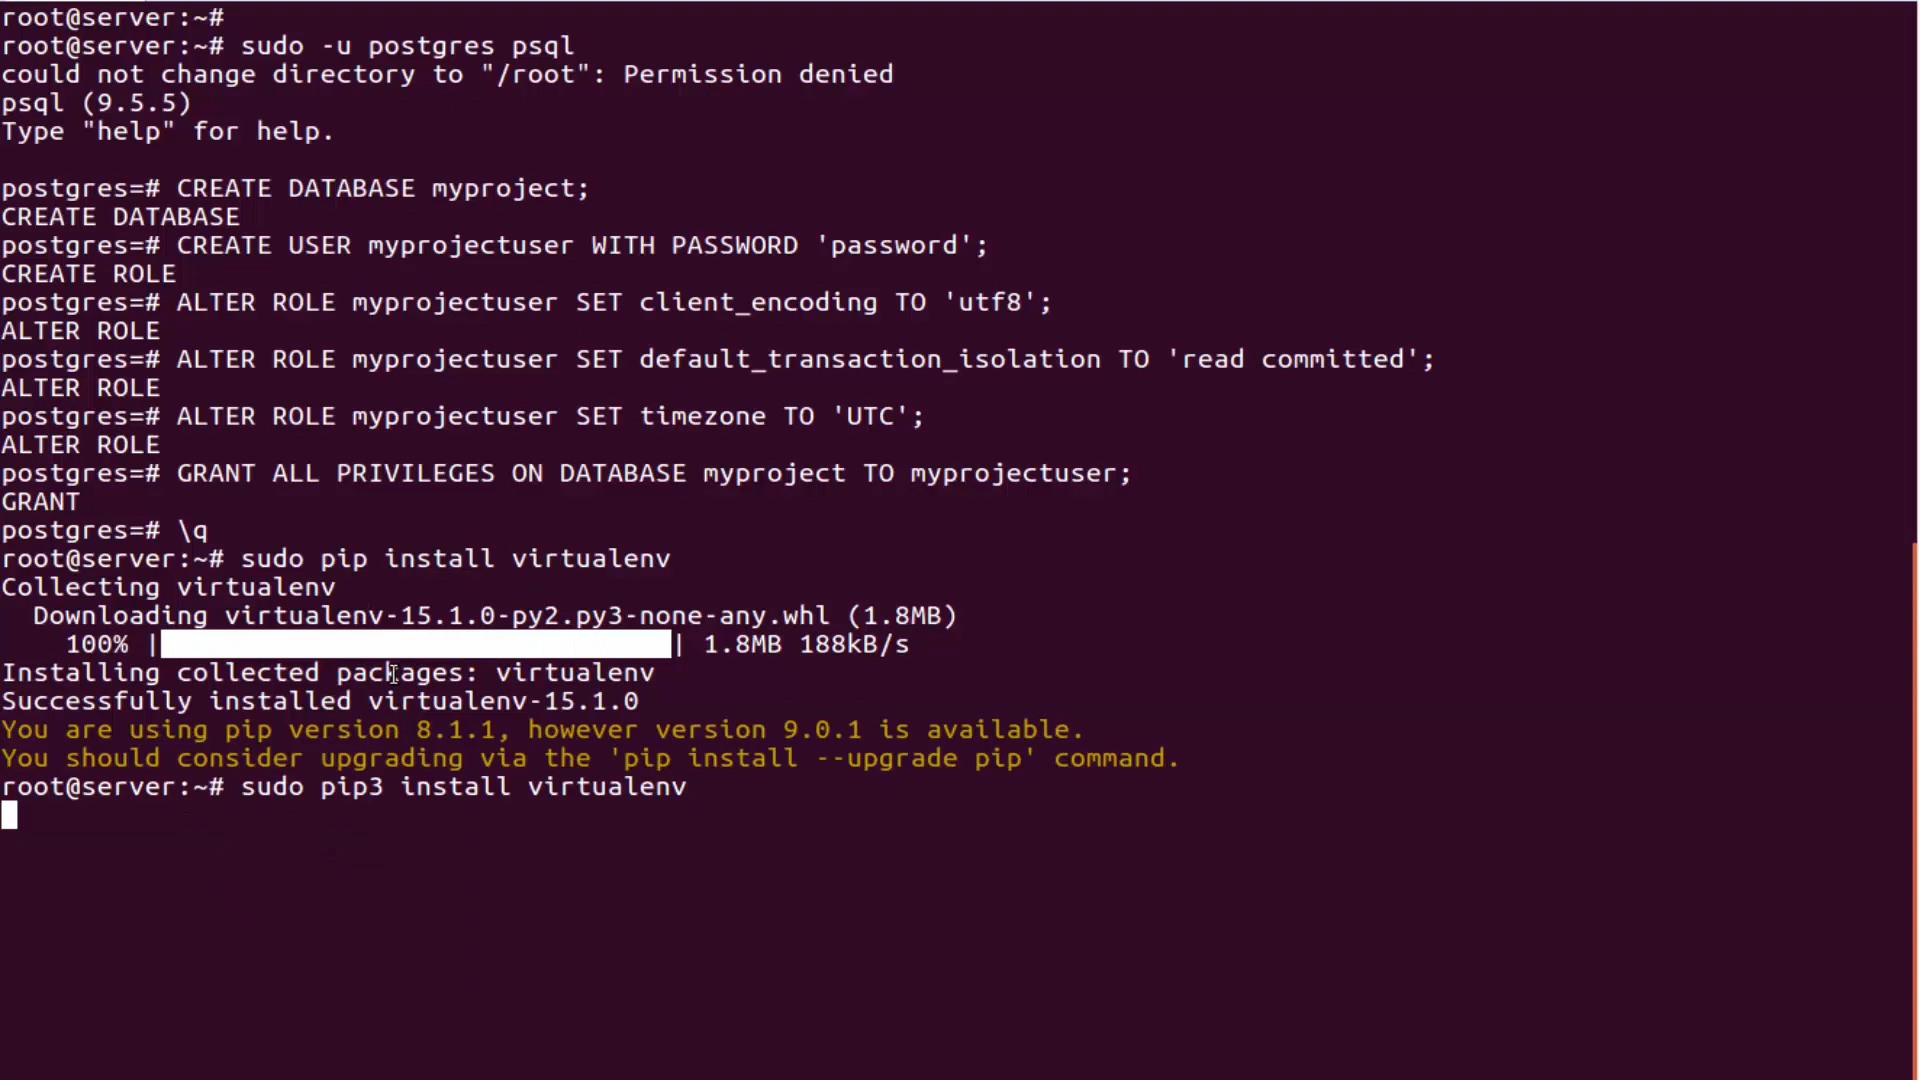 root@server:~#
root@server:~# sudo -u postgres psql
could not change directory to "/root": Permission denied
psql (9.5.5)
Type "help" for help.
postgres=# CREATE DATABASE myproject;
CREATE DATABASE
postgres=# CREATE USER myprojectuser WITH PASSWORD 'password';
CREATE ROLE
postgres=# ALTER ROLE myprojectuser SET client_encoding TO 'utf8';
ALTER ROLE
postgres=# ALTER ROLE myprojectuser SET default_transaction_isolation TO 'read committed';
ALTER ROLE
postgres=# ALTER ROLE myprojectuser SET timezone TO 'UTC';
ALTER ROLE
postgres=# GRANT ALL PRIVILEGES ON DATABASE myproject TO myprojectuser;
GRANT
postgres=# \q
root@server:~# sudo pip install virtualenv
Collecting virtualenv
  Downloading virtualenv-15.1.0-py2.py3-none-any.whl (1.8MB)
    100% |████████████████████████████████| 1.8MB 188kB/s
Installing collected packages: virtualenv
Successfully installed virtualenv-15.1.0
You are using pip version 8.1.1, however version 9.0.1 is available.
You should consider upgrading via the 'pip install --upgrade pip' command.
root@server:~# sudo pip3 install virtualenv